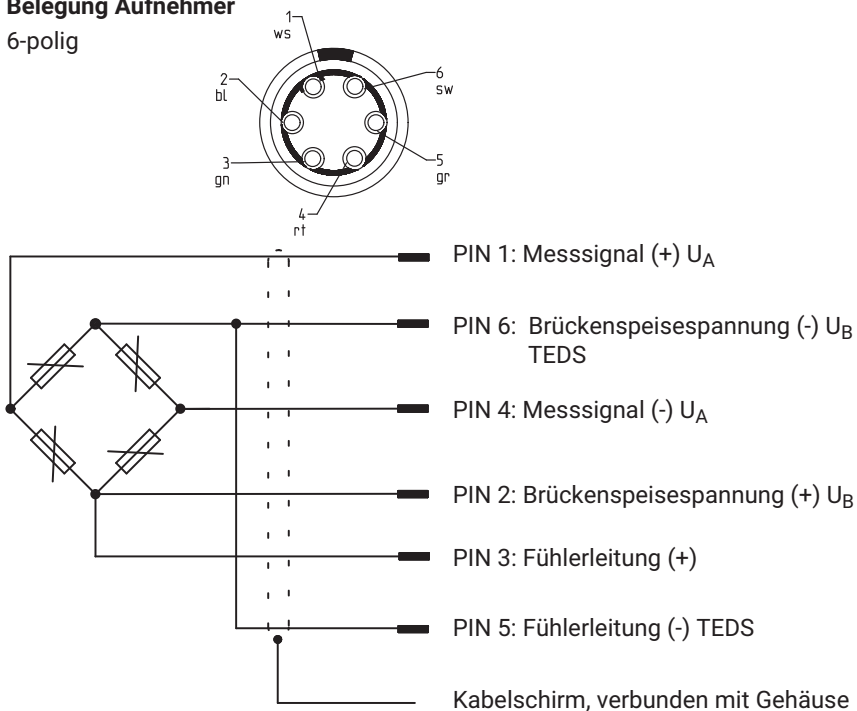 Belegung Aufnehmer
6-polig
1
ws
2
bl
6
sw
3
gn
5
gr
4
rt
PIN 1: Messsignal (+) UA
PIN 6: Brückenspeisespannung (-) UB
TEDS
PIN 4: Messsignal (-) UA
PIN 2: Brückenspeisespannung (+) UB
PIN 3: Fühlerleitung (+)
PIN 5: Fühlerleitung (-) TEDS
Kabelschirm, verbunden mit Gehäuse